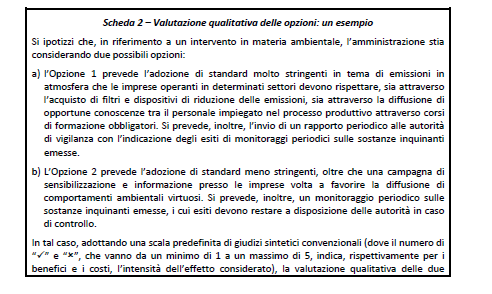 Scheda 2 – Valutazione qualitativa delle opzioni: un esempio
Si ipotizzi che, in riferimento a un intervento in materia ambientale, l'amministrazione stia
considerando due possibili opzioni:
a) l'Opzione 1 prevede l'adozione di standard molto stringenti in tema di emissioni in
atmosfera che le imprese operanti in determinati settori devono rispettare, sia attraverso
l'acquisto di filtri e dispositivi di riduzione delle emissioni, sia attraverso la diffusione di
opportune conoscenze tra il personale impiegato nel processo produttivo attraverso corsi
di formazione obbligatori. Si prevede, inoltre, l'invio di un rapporto periodico alle autorità
di vigilanza con l'indicazione degli esiti di monitoraggi periodici sulle sostanze inquinanti
emesse.
b) L'Opzione 2 prevede l'adozione di standard meno stringenti, oltre che una campagna di
sensibilizzazione e informazione presso le imprese volta a favorire la diffusione di
comportamenti ambientali virtuosi. Si prevede, inoltre, un monitoraggio periodico sulle
sostanze inquinanti emesse, i cui esiti devono restare a disposizione delle autorità in caso
di controllo.
In tal caso, adottando una scala predefinita di giudizi sintetici convenzionali (dove il numero di
"✓" e "×", che vanno da un minimo di 1 a un massimo di 5, indica, rispettivamente per i
benefici e i costi, l'intensità dell'effetto considerato), la valutazione qualitativa delle due